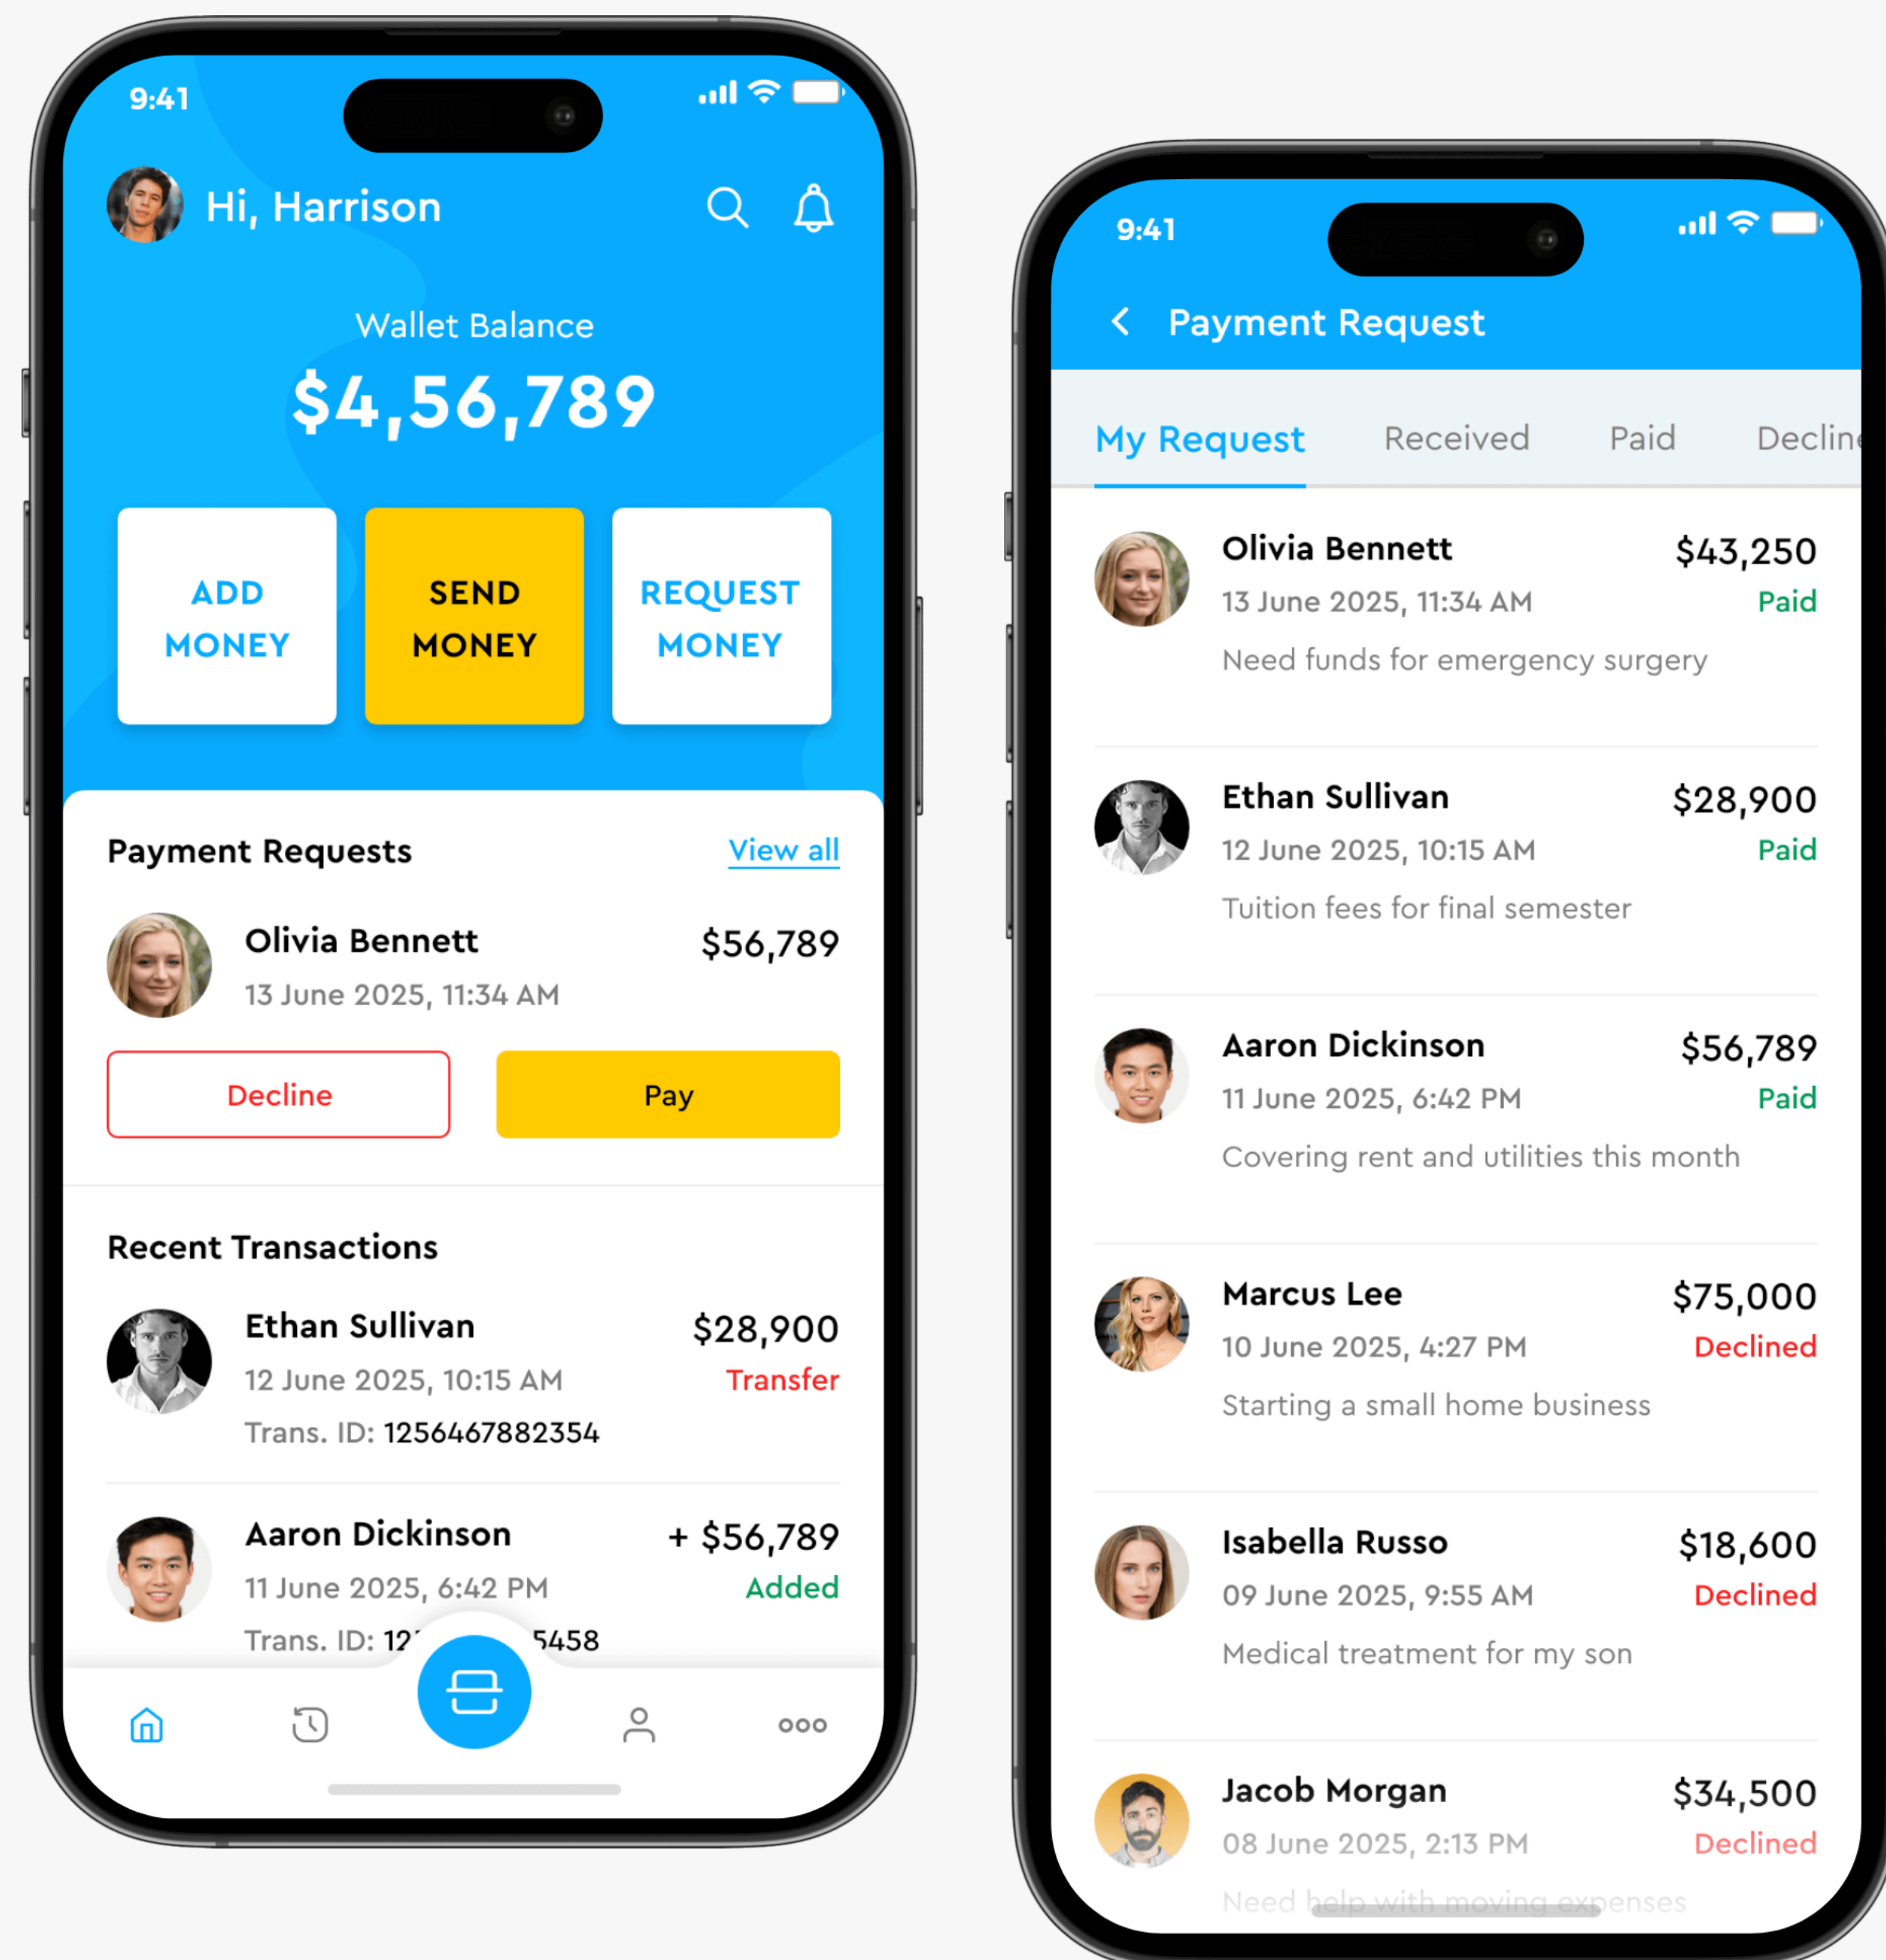 9:41
Hi, Harrison
Wallet Balance
$4,56,789
ADD
MONEY
SEND
MONEY
REQUEST
MONEY
Payment Requests
View all
Olivia Bennett
$56,789
13 June 2025, 11:34 AM
Decline
Pay
Recent Transactions
Ethan Sullivan
$28,900
12 June 2025, 10:15 AM
Transfer
Trans. ID: 1256467882354
Aaron Dickinson
+ $56,789
11 June 2025, 6:42 PM
Added
Trans. ID: 12 5458
9:41
Payment Request
My Request
Received
Paid
Decline
Olivia Bennett
$43,250
13 June 2025, 11:34 AM
Paid
Need funds for emergency surgery
Ethan Sullivan
$28,900
12 June 2025, 10:15 AM
Paid
Tuition fees for final semester
Aaron Dickinson
$56,789
11 June 2025, 6:42 PM
Paid
Covering rent and utilities this month
Marcus Lee
$75,000
10 June 2025, 4:27 PM
Declined
Starting a small home business
Isabella Russo
$18,600
09 June 2025, 9:55 AM
Declined
Medical treatment for my son
Jacob Morgan
$34,500
08 June 2025, 2:13 PM
Declined
Need help with moving expenses